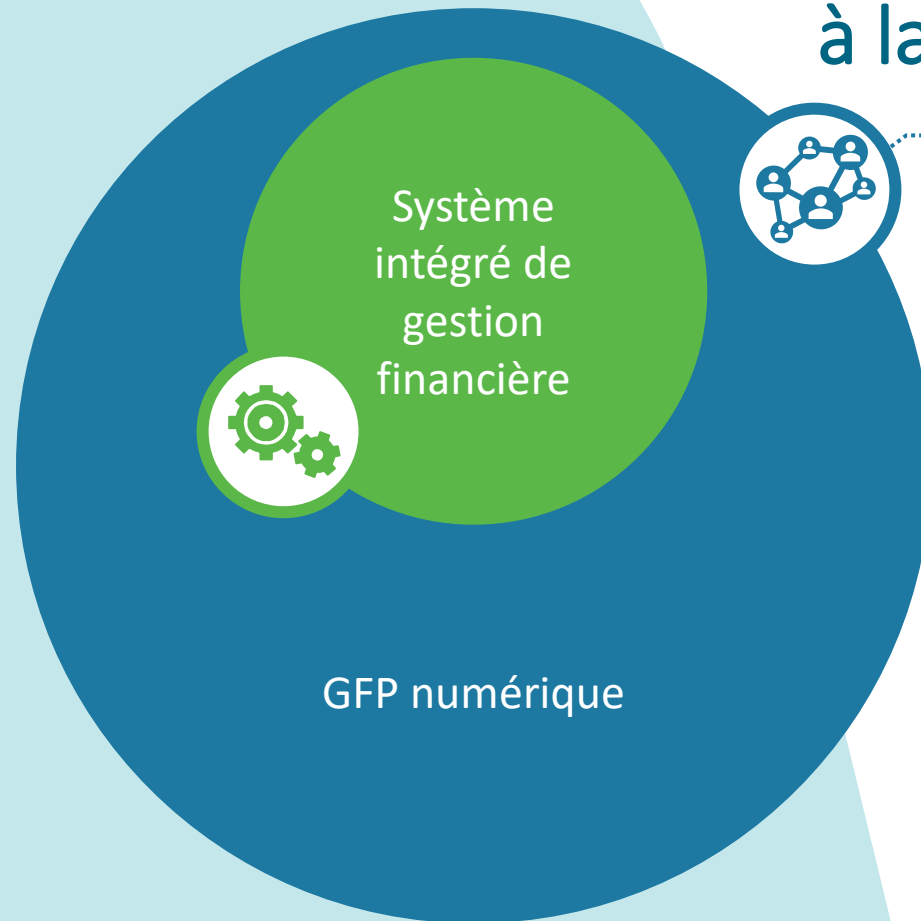 à la
Système
intégré de
gestion
financière
GFP numérique